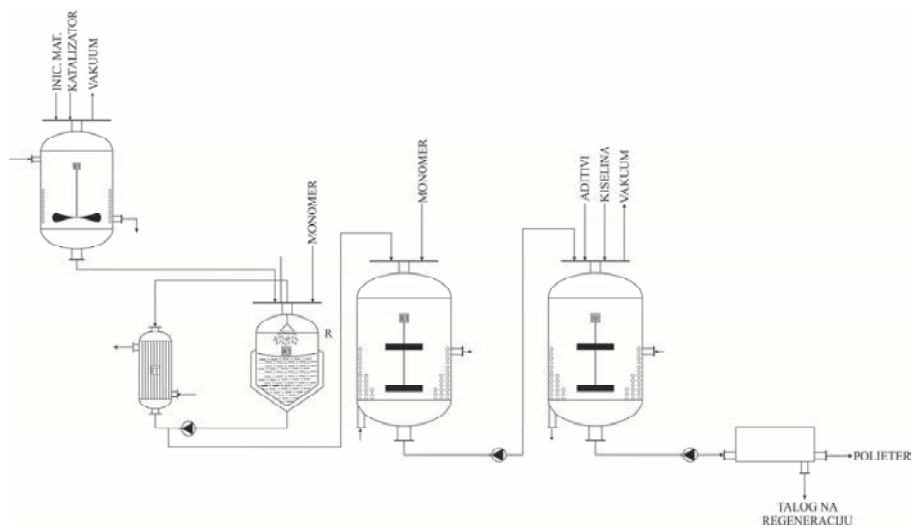 INIC. MAT.
KATALIZATOR
VAKUUM
MONOMER
R
MONOMER
ADITIVI
KISELINA
VAKUUM
POLIETER
TALOG NA
REGENERACIJU